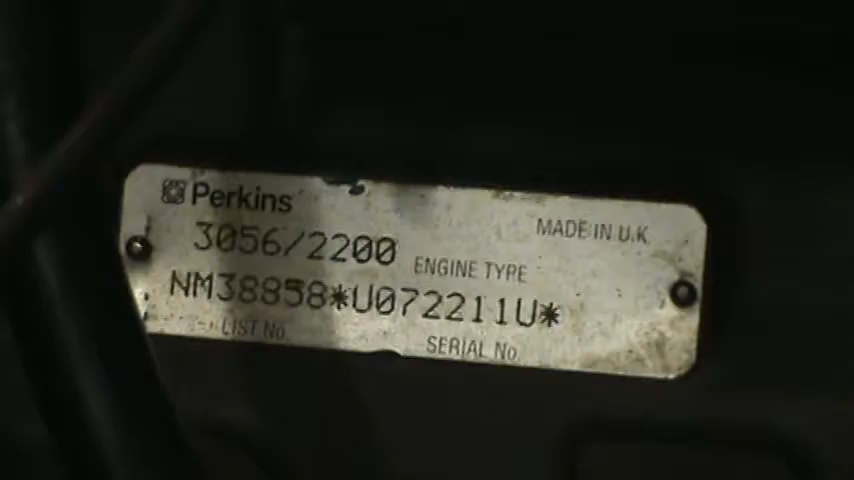 Perkins
MADE IN U.K
3056/2200
ENGINE TYPE
NM38858*U072211U*
LIST No.
SERIAL No.